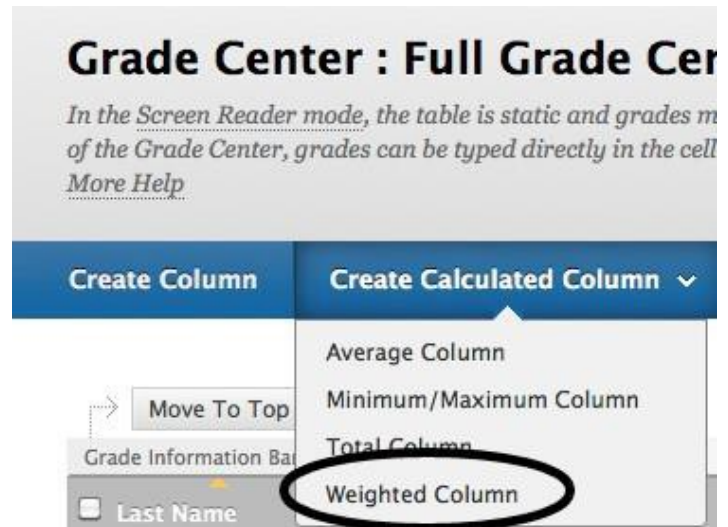 Grade Center : Full Grade Cer
In the Screen Reader mode, the table is static and grades m
of the Grade Center, grades can be typed directly in the cell
More Help
Create Column
Create Calculated Column
Average Column
Minimum/Maximum Column
Total Column
Weighted Column
Move To Top
Grade Information Bar
Last Name